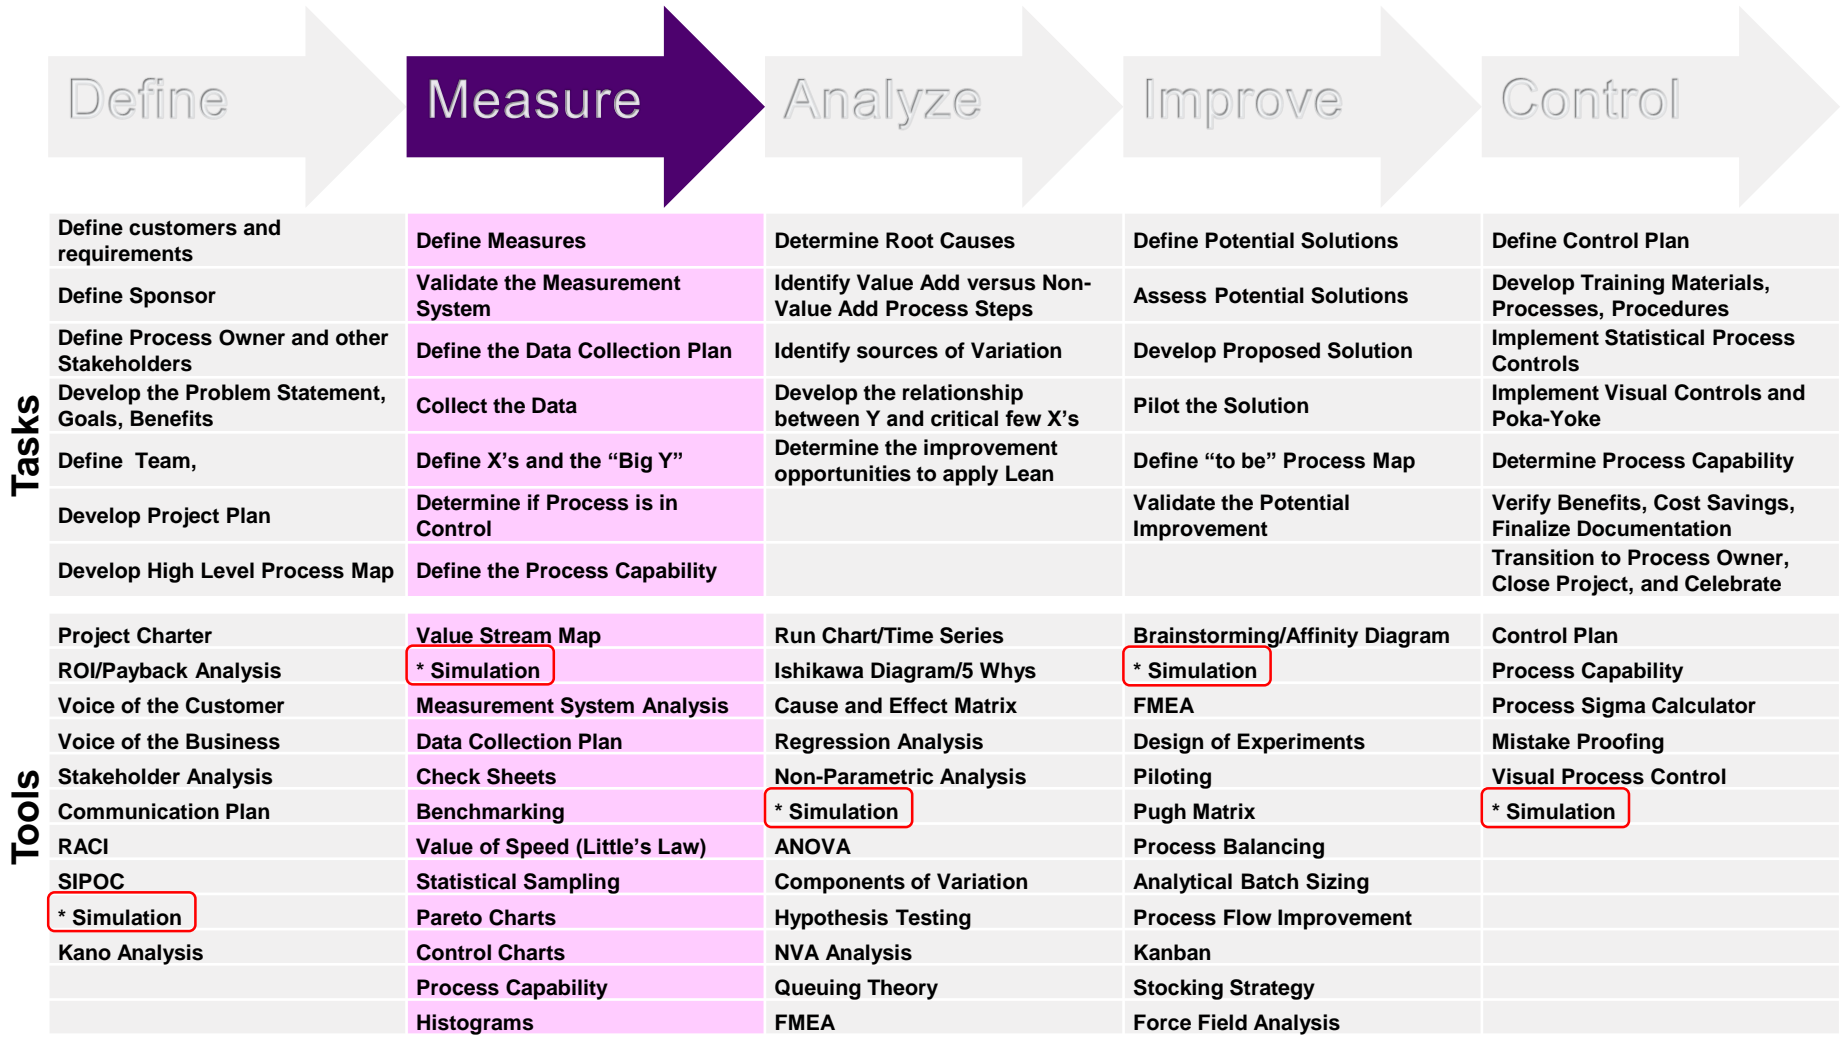 Define
Measure
Analyze
Improve
Control
Tasks
Define customers and
requirements
Define Measures
Determine Root Causes
Define Potential Solutions
Define Control Plan
Define Sponsor
Validate the Measurement
System
Identify Value Add versus Non-
Value Add Process Steps
Assess Potential Solutions
Develop Training Materials,
Processes, Procedures
Define Process Owner and other
Stakeholders
Define the Data Collection Plan
Identify sources of Variation
Develop Proposed Solution
Implement Statistical Process
Controls
Develop the Problem Statement,
Goals, Benefits
Collect the Data
Develop the relationship
between Y and critical few X’s
Pilot the Solution
Implement Visual Controls and
Poka-Yoke
Define Team,
Define X’s and the “Big Y”
Determine the improvement
opportunities to apply Lean
Define “to be” Process Map
Determine Process Capability
Develop Project Plan
Determine if Process is in
Control
Validate the Potential
Improvement
Verify Benefits, Cost Savings,
Finalize Documentation
Develop High Level Process Map
Define the Process Capability
Transition to Process Owner,
Close Project, and Celebrate
Tools
Project Charter
Value Stream Map
Run Chart/Time Series
Brainstorming/Affinity Diagram
Control Plan
ROI/Payback Analysis
* Simulation
Ishikawa Diagram/5 Whys
* Simulation
Process Capability
Voice of the Customer
Measurement System Analysis
Cause and Effect Matrix
FMEA
Process Sigma Calculator
Voice of the Business
Data Collection Plan
Regression Analysis
Design of Experiments
Mistake Proofing
Stakeholder Analysis
Check Sheets
Non-Parametric Analysis
Piloting
Visual Process Control
Communication Plan
Benchmarking
* Simulation
Pugh Matrix
* Simulation
RACI
Value of Speed (Little’s Law)
ANOVA
Process Balancing
SIPOC
Statistical Sampling
Components of Variation
Analytical Batch Sizing
* Simulation
Pareto Charts
Hypothesis Testing
Process Flow Improvement
Kano Analysis
Control Charts
NVA Analysis
Kanban
Process Capability
Queuing Theory
Stocking Strategy
Histograms
FMEA
Force Field Analysis